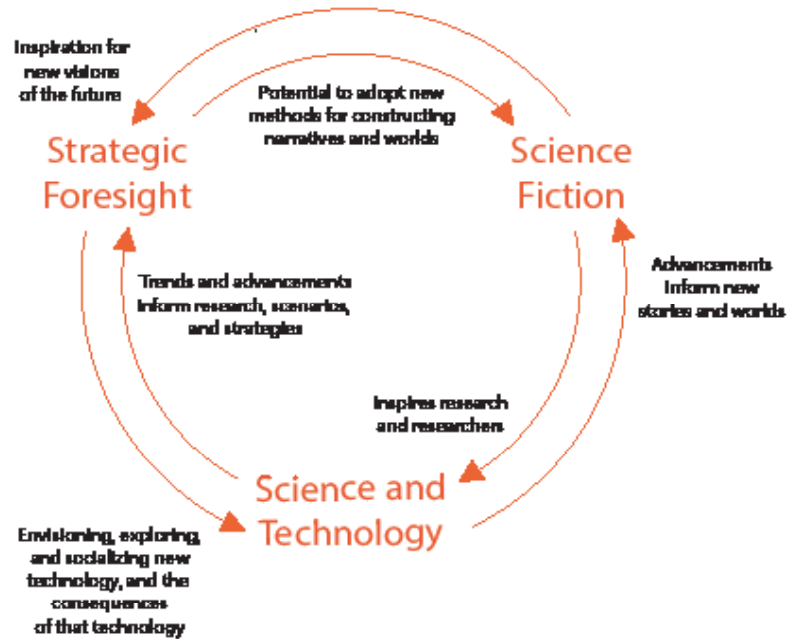 Inspiration for
new visions
of the future
Potential to adopt new
methods for constructing
narratives and worlds
Strategic
Foresight
Science
Fiction
Trends and advancements
inform research, scenarios,
and strategies
Advancements
inform new
stories and worlds
Inspires research
and researchers
Science and
Technology
Envisioning, exploring,
and socializing new
technology, and the
consequences
of that technology